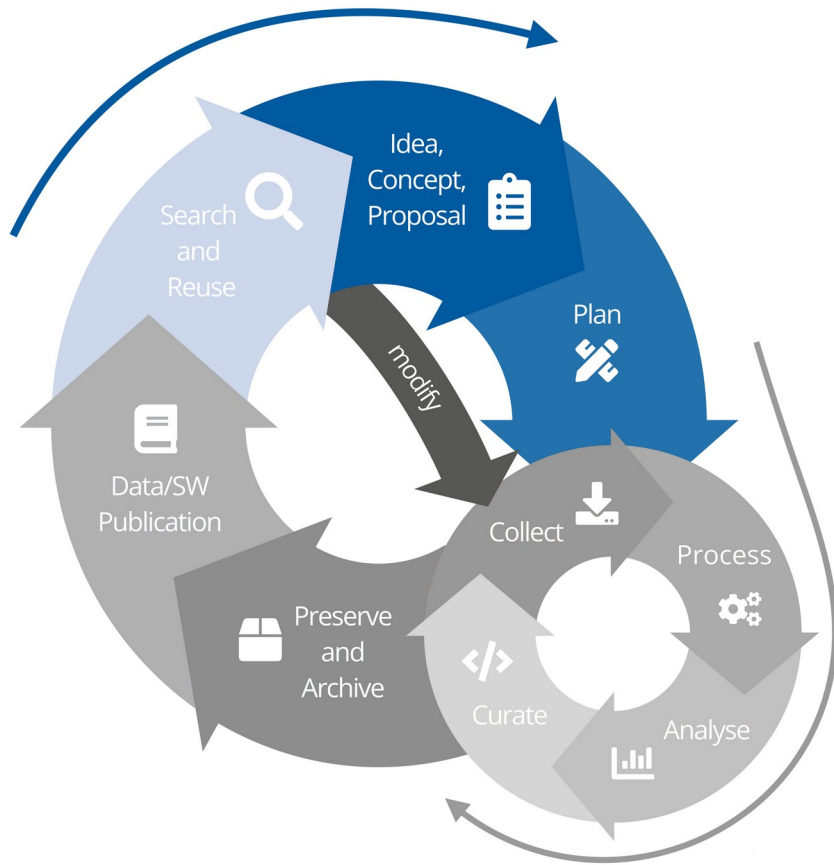 Idea,
Concept,
Proposal
Search
and
Reuse
Plan
modify
Data/SW
Publication
Collect
Process
Preserve
and
Archive
Curate
Analyse